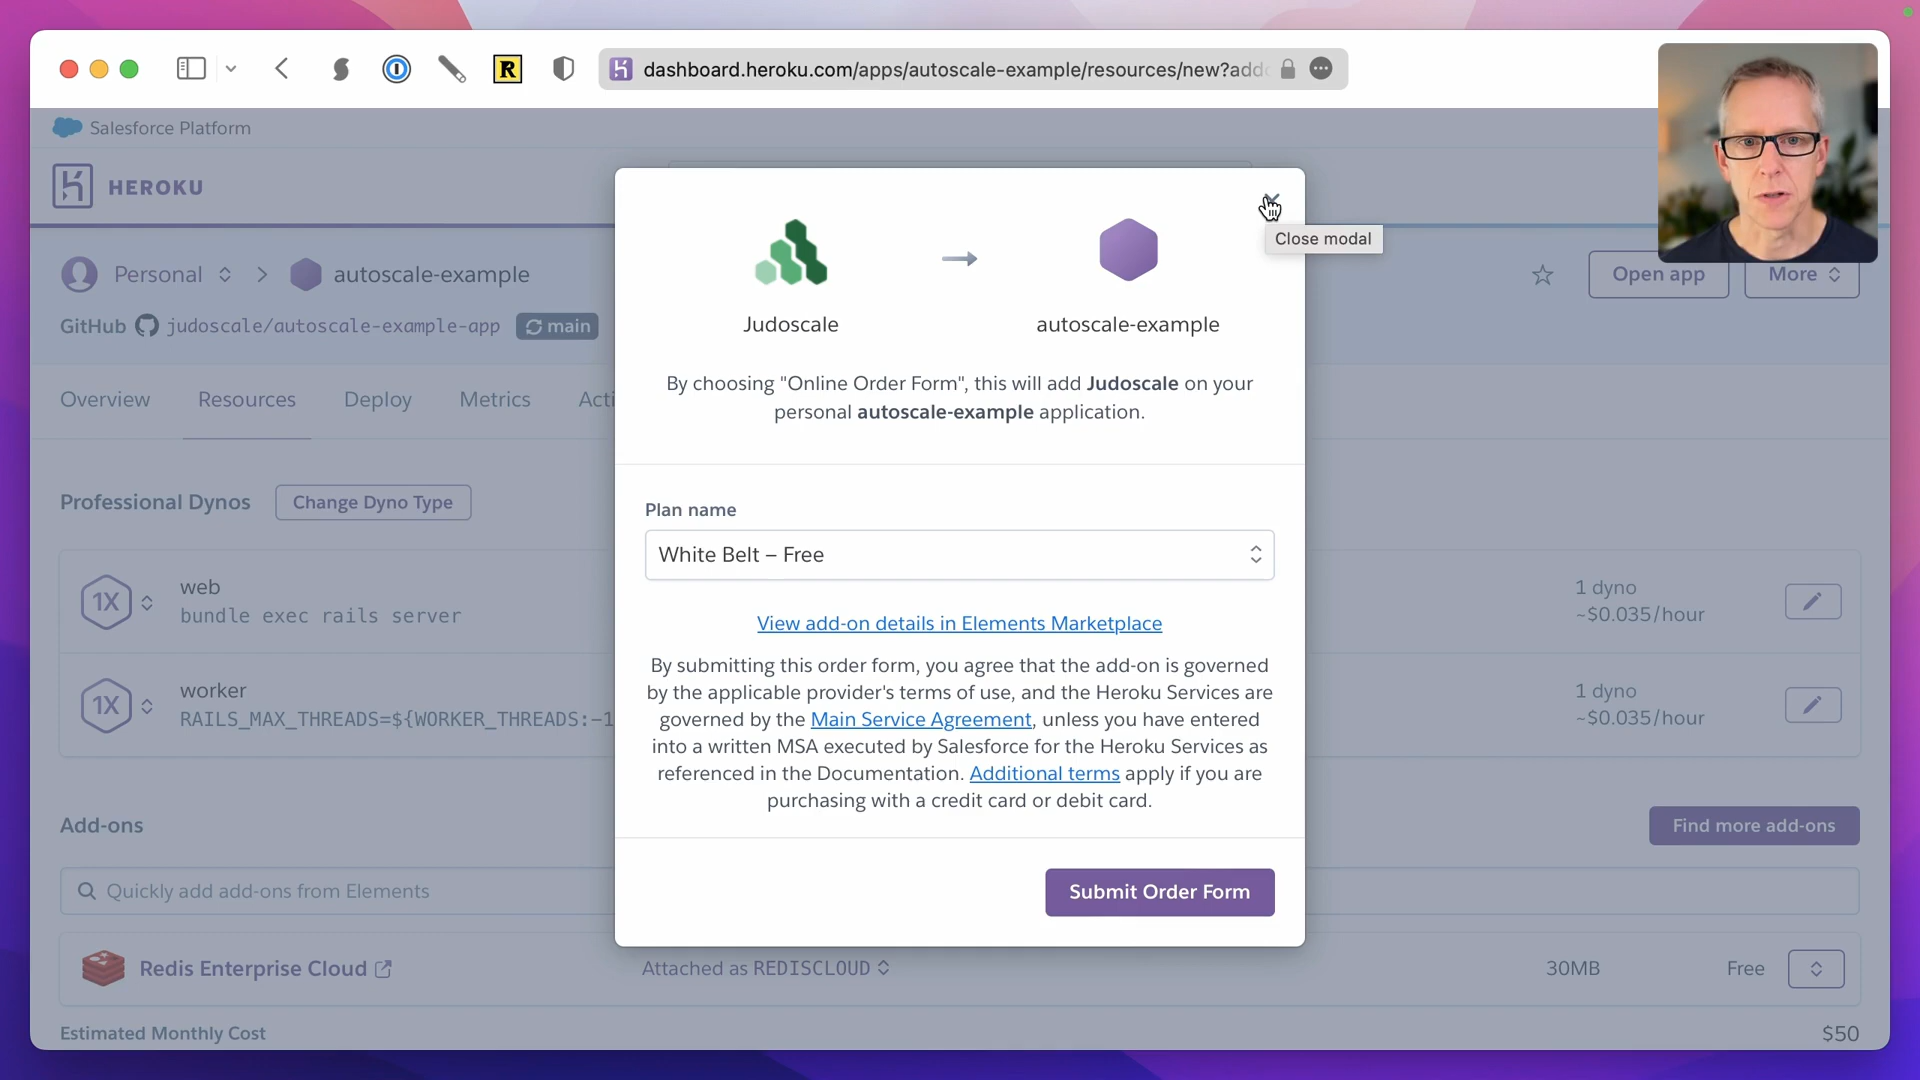 dashboard.heroku.com/apps/autoscale-example/resources/new?addo
Salesforce Platform
HEROKU
Personal
autoscale-example
Open app
More
GitHub judoscale/autoscale-example-app main
Overview
Resources
Deploy
Metrics
Acti
Professional Dynos
Change Dyno Type
1X
web
bundle exec rails server
1 dyno
~$0.035/hour
1X
worker
RAILS_MAX_THREADS=${WORKER_THREADS:-1
1 dyno
~$0.035/hour
Add-ons
Find more add-ons
Quickly add add-ons from Elements
Redis Enterprise Cloud
Attached as REDISCLOUD
30MB
Free
Estimated Monthly Cost
$50
Close modal
Judoscale
autoscale-example
By choosing "Online Order Form", this will add Judoscale on your
personal autoscale-example application.
Plan name
White Belt – Free
View add-on details in Elements Marketplace
By submitting this order form, you agree that the add-on is governed
by the applicable provider's terms of use, and the Heroku Services are
governed by the Main Service Agreement, unless you have entered
into a written MSA executed by Salesforce for the Heroku Services as
referenced in the Documentation. Additional terms apply if you are
purchasing with a credit card or debit card.
Submit Order Form